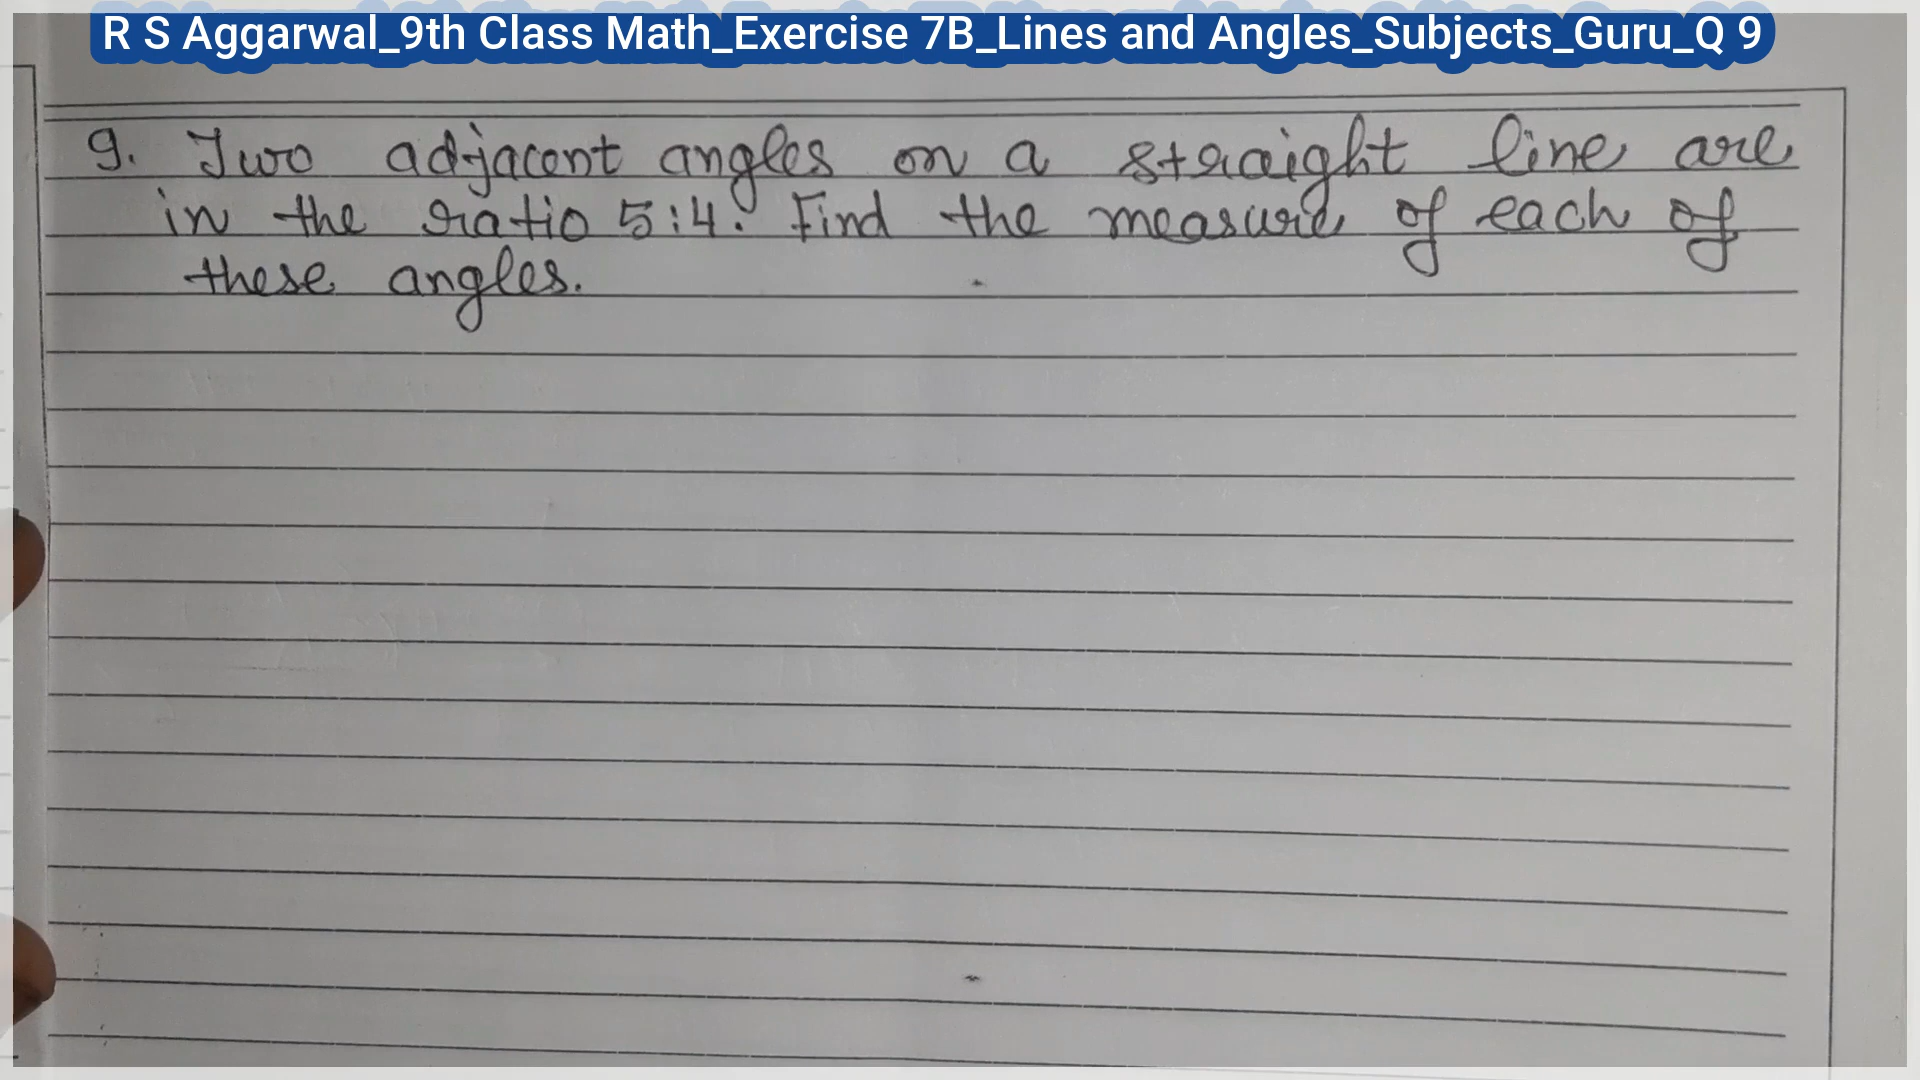 R S Aggarwal_9th Class Math_Exercise 7B_Lines and Angles_Subjects_Guru_Q 9
9. Two adjacent angles on a straight line are
in the ratio 5:4. Find the measure of each of
these angles.